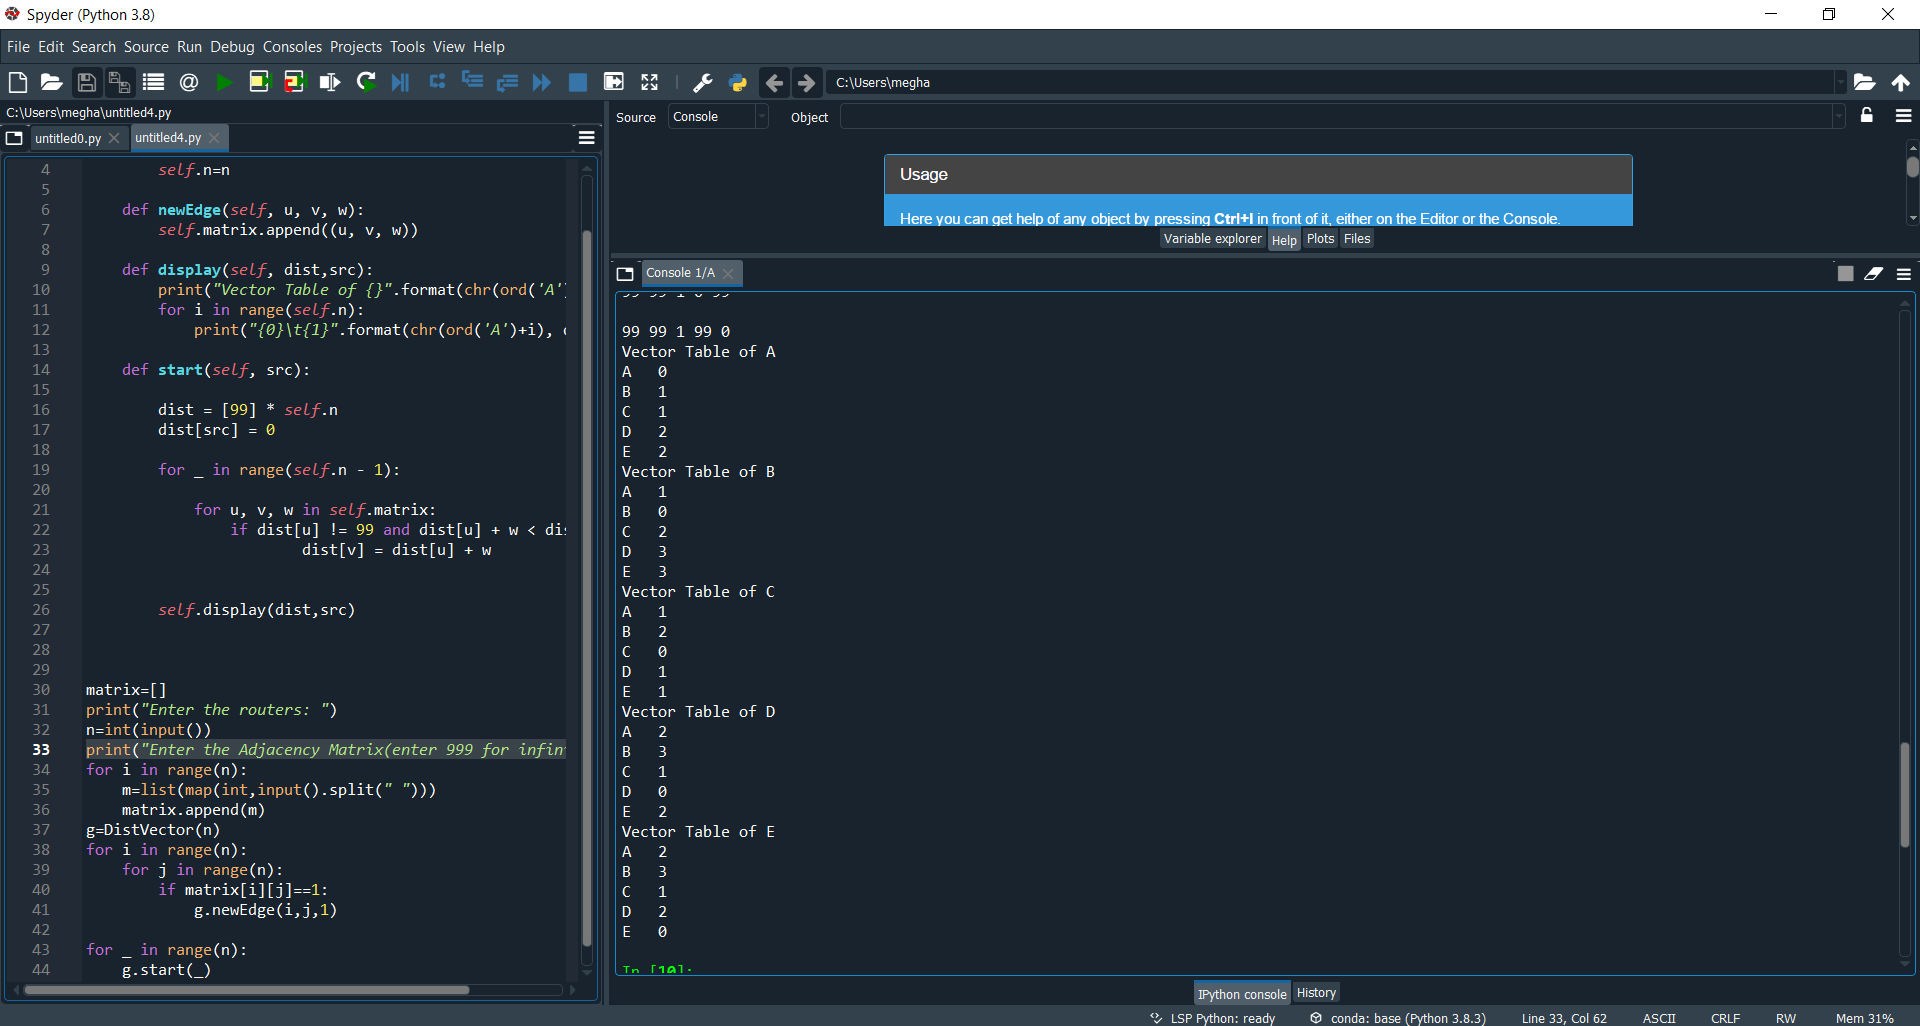 Spyder (Python 3.8)
File Edit Search Source Run Debug Consoles Projects Tools View Help
C:\Users\megha
C:\Users\megha\untitled4.py
untitled0.py
untitled4.py
4 self.n=n
5
6 def newEdge(self, u, v, w):
7 self.matrix.append((u, v, w))
8
9 def display(self, dist,src):
10 print("Vector Table of {}".format(chr(ord('A')
11 for i in range(self.n):
12 print("{0}\t{1}".format(chr(ord('A')+i),
13
14 def start(self, src):
15
16 dist = [99] * self.n
17 dist[src] = 0
18
19 for _ in range(self.n - 1):
20
21 for u, v, w in self.matrix:
22 if dist[u] != 99 and dist[u] + w < dis
23 dist[v] = dist[u] + w
24
25
26 self.display(dist,src)
27
28
29
30 matrix=[]
31 print("Enter the routers: ")
32 n=int(input())
33 print("Enter the Adjacency Matrix(enter 999 for infin
34 for i in range(n):
35 m=list(map(int,input().split(" ")))
36 matrix.append(m)
37 g=DistVector(n)
38 for i in range(n):
39 for j in range(n):
40 if matrix[i][j]==1:
41 g.newEdge(i,j,1)
42
43 for _ in range(n):
44 g.start(_)
Source Console Object
Usage
Here you can get help of any object by pressing Ctrl+I in front of it, either on the Editor or the Console.
Variable explorer Help Plots Files
Console 1/A
99 99 1 0 99
99 99 1 99 0
Vector Table of A
A 0
B 1
C 1
D 2
E 2
Vector Table of B
A 1
B 0
C 2
D 3
E 3
Vector Table of C
A 1
B 2
C 0
D 1
E 1
Vector Table of D
A 2
B 3
C 1
D 0
E 2
Vector Table of E
A 2
B 3
C 1
D 2
E 0
In [10]:
IPython console History
LSP Python: ready conda: base (Python 3.8.3) Line 33, Col 62 ASCII CRLF RW Mem 31%